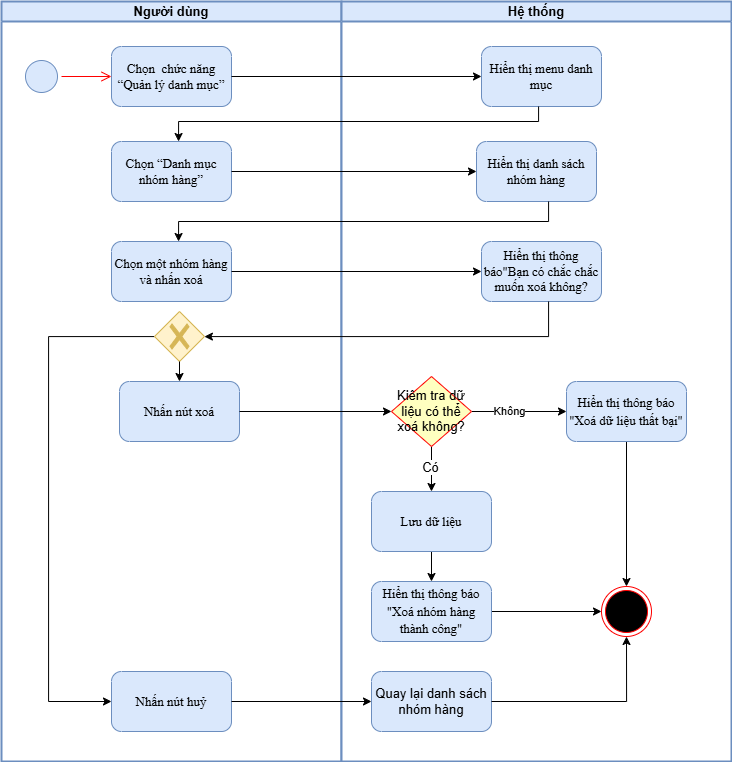 Người dùng
Hệ thống
Chọn chức năng
“Quản lý danh mục”
Hiển thị menu danh
mục
Chọn “Danh mục
nhóm hàng”
Hiển thị danh sách
nhóm hàng
Chọn một nhóm hàng
và nhấn xoá
Hiển thị thông
báo"Bạn có chắc chắc
muốn xoá không?
Nhấn nút xoá
Kiểm tra dữ
liệu có thể
xoá không?
Không
Hiển thị thông báo
"Xoá dữ liệu thất bại"
Có
Lưu dữ liệu
Hiển thị thông báo
"Xoá nhóm hàng
thành công"
Nhấn nút huỷ
Quay lại danh sách
nhóm hàng